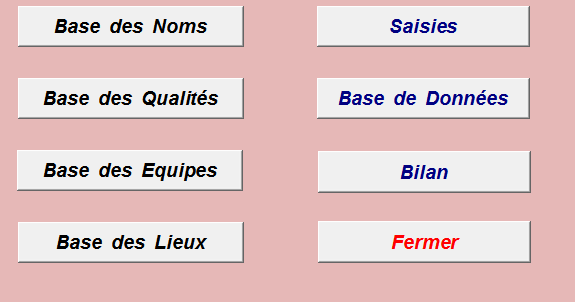 Base des Noms
Saisies
Base des Qualités
Base de Données
Base des Equipes
Bilan
Base des Lieux
Fermer